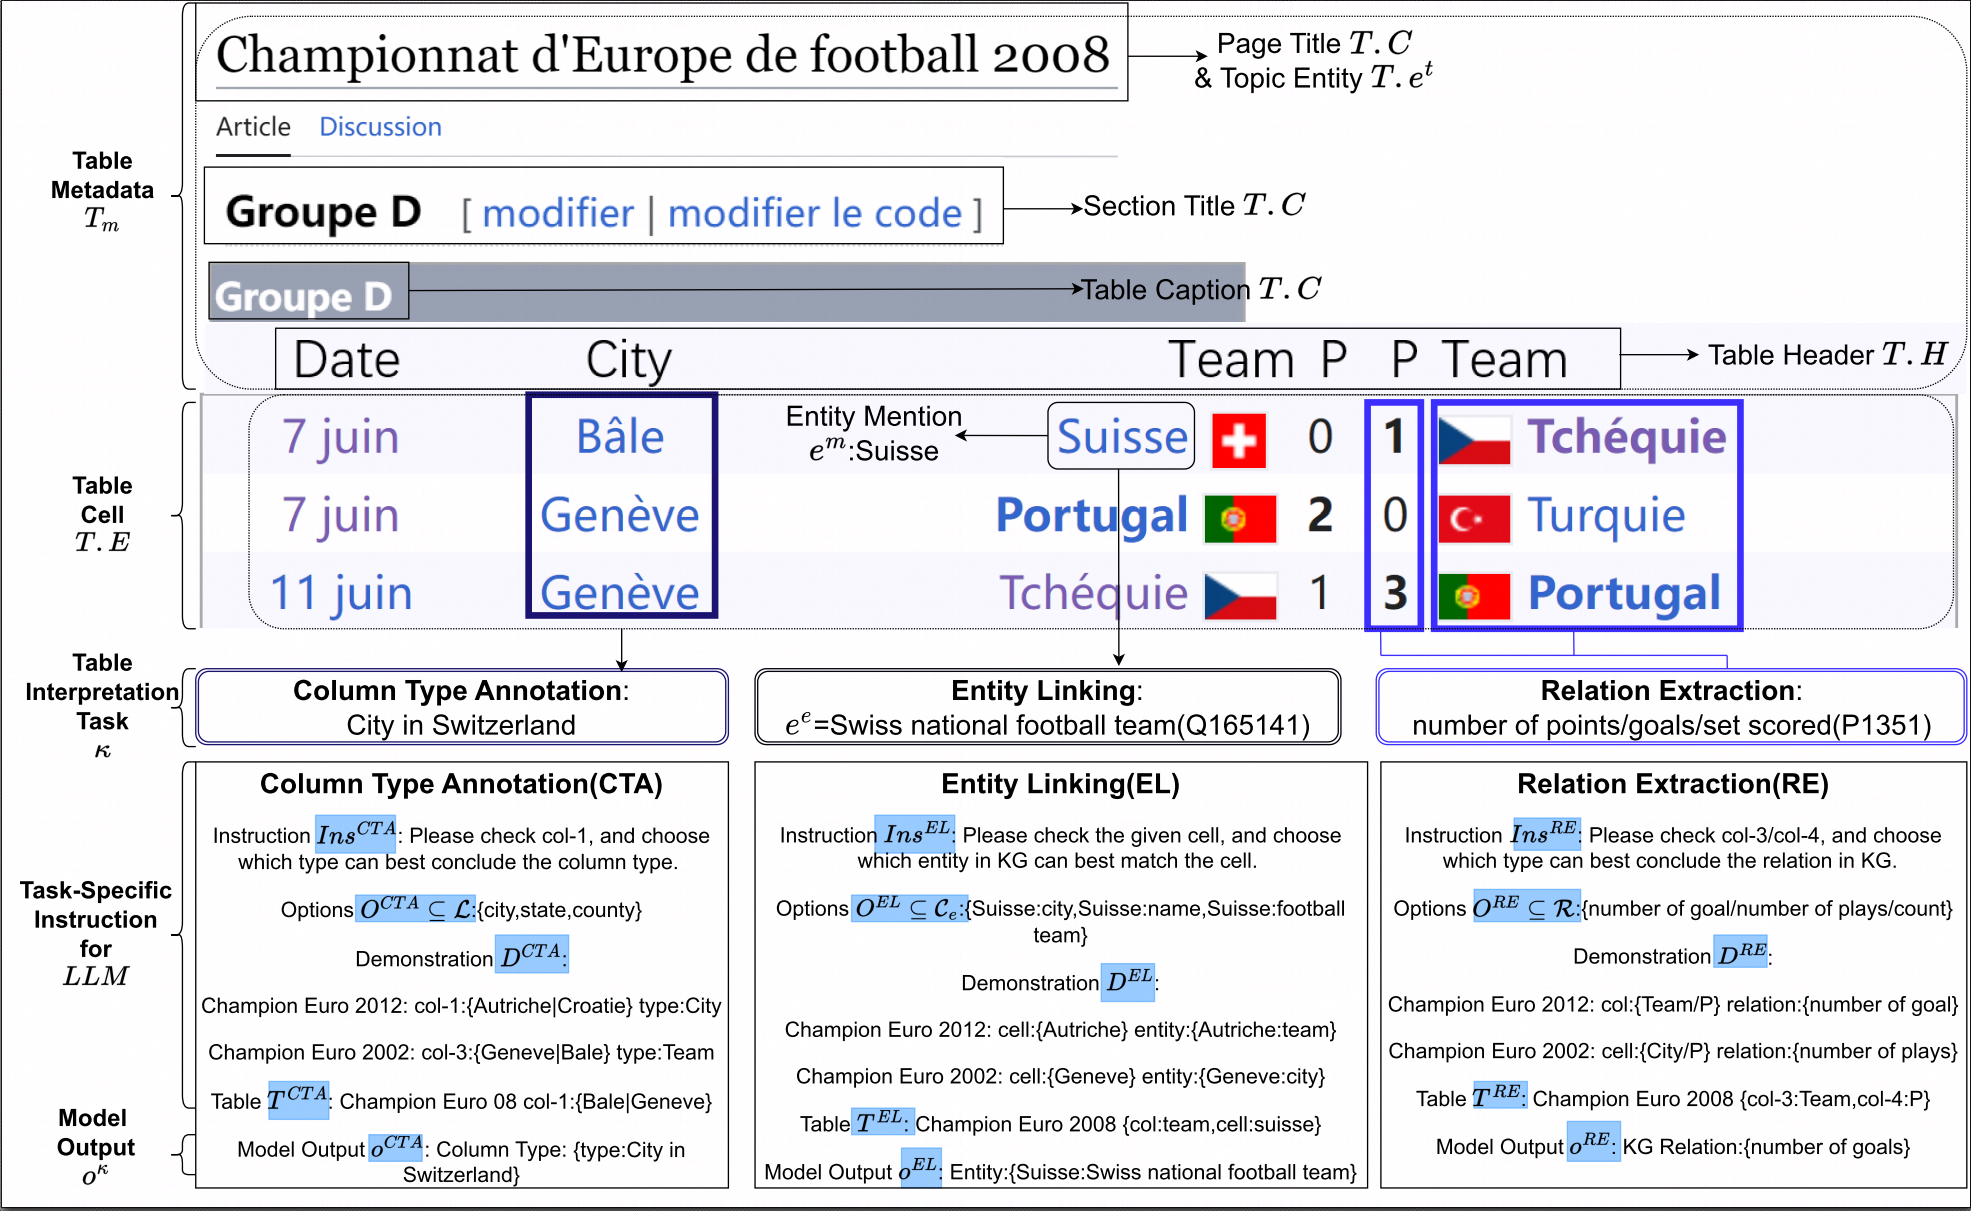 Championnat d'Europe de football 2008
Page Title T.C
& Topic Entity T.e^t
Article Discussion
Table
Metadata
T_m
Groupe D [ modifier | modifier le code ]
Section Title T.C
Groupe D
Table Caption T.C
Date City Team P P Team
Table Header T.H
Table
Cell
T.E
7 juin Bâle Suisse 0 1 Tchéquie
Entity Mention
e^m:Suisse
7 juin Genève Portugal 2 0 Turquie
11 juin Genève Tchéquie 1 3 Portugal
Table
Interpretation
Task
κ
Column Type Annotation:
City in Switzerland
Entity Linking:
e^e=Swiss national football team(Q165141)
Relation Extraction:
number of points/goals/set scored(P1351)
Task-Specific
Instruction
for
LLM
Model
Output
o^κ
Column Type Annotation(CTA)
Instruction Ins^CTA: Please check col-1, and choose
which type can best conclude the column type.
Options O^CTA ⊆ L:{city,state,county}
Demonstration D^CTA:
Champion Euro 2012: col-1:{Autriche|Croatie} type:City
Champion Euro 2002: col-3:{Geneve|Bale} type:Team
Table T^CTA: Champion Euro 08 col-1:{Bale|Geneve}
Model Output o^CTA: Column Type: {type:City in
Switzerland}
Entity Linking(EL)
Instruction Ins^EL: Please check the given cell, and choose
which entity in KG can best match the cell.
Options O^EL ⊆ C_e:{Suisse:city,Suisse:name,Suisse:football
team}
Demonstration D^EL:
Champion Euro 2012: cell:{Autriche} entity:{Autriche:team}
Champion Euro 2002: cell:{Geneve} entity:{Geneve:city}
Table T^EL: Champion Euro 2008 {col:team,cell:suisse}
Model Output o^EL: Entity:{Suisse:Swiss national football team}
Relation Extraction(RE)
Instruction Ins^RE: Please check col-3/col-4, and choose
which type can best conclude the relation in KG.
Options O^RE ⊆ R:{number of goal/number of plays/count}
Demonstration D^RE:
Champion Euro 2012: col:{Team/P} relation:{number of goal}
Champion Euro 2002: cell:{City/P} relation:{number of plays}
Table T^RE: Champion Euro 2008 {col-3:Team,col-4:P}
Model Output o^RE: KG Relation:{number of goals}